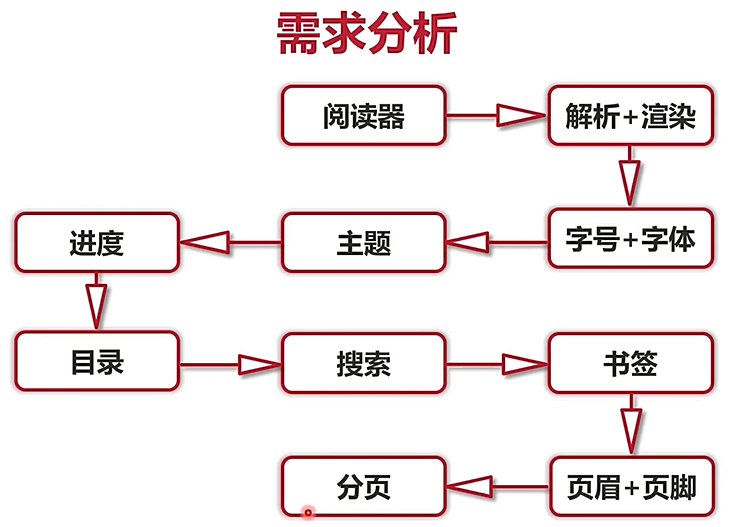 需求分析
阅读器
解析+渲染
字号+字体
主题
进度
目录
搜索
书签
页眉+页脚
分页